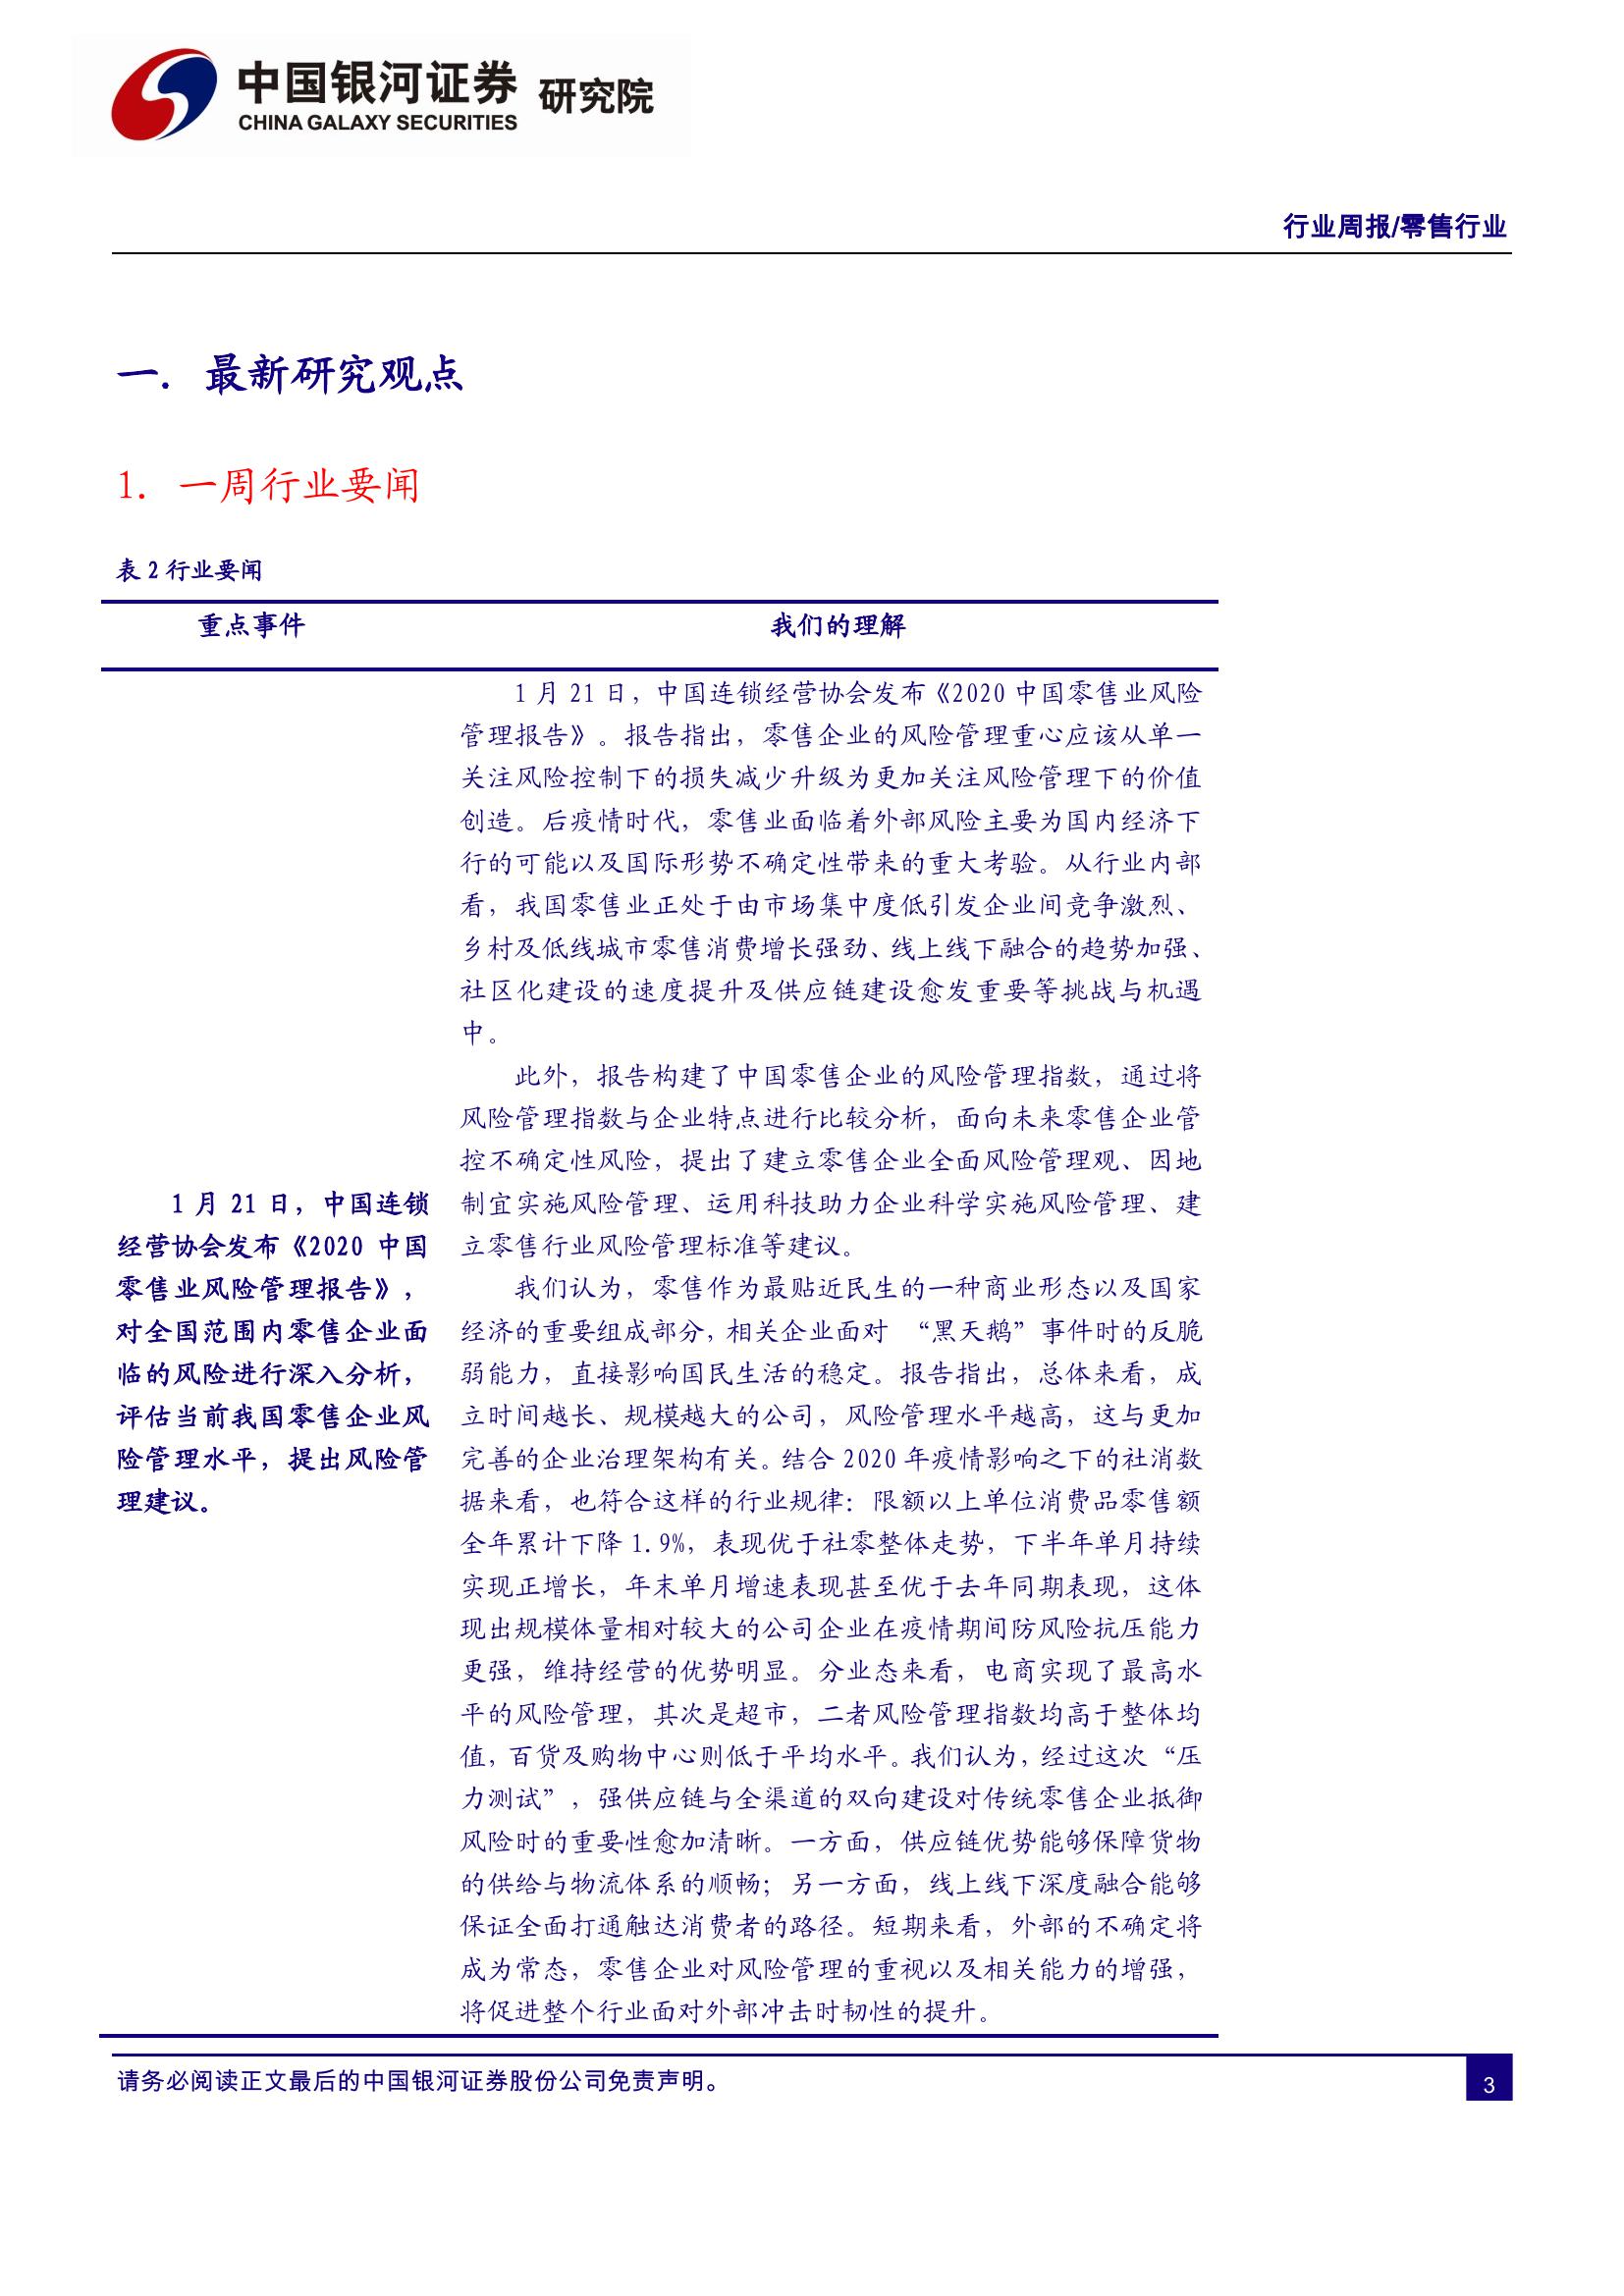 中国银河证券 研究院
CHINA GALAXY SECURITIES
行业周报/零售行业
一. 最新研究观点
1. 一周行业要闻
表 2 行业要闻
重点事件 我们的理解
1 月 21 日，中国连锁
经营协会发布《2020 中国
零售业风险管理报告》，
对全国范围内零售企业面
临的风险进行深入分析，
评估当前我国零售企业风
险管理水平，提出风险管
理建议。
1 月 21 日，中国连锁经营协会发布《2020 中国零售业风险
管理报告》。报告指出，零售企业的风险管理重心应该从单一
关注风险控制下的损失减少升级为更加关注风险管理下的价值
创造。后疫情时代，零售业面临着外部风险主要为国内经济下
行的可能以及国际形势不确定性带来的重大考验。从行业内部
看，我国零售业正处于由市场集中度低引发企业间竞争激烈、
乡村及低线城市零售消费增长强劲、线上线下融合的趋势加强、
社区化建设的速度提升及供应链建设愈发重要等挑战与机遇
中。
此外，报告构建了中国零售企业的风险管理指数，通过将
风险管理指数与企业特点进行比较分析，面向未来零售企业管
控不确定性风险，提出了建立零售企业全面风险管理观、因地
制宜实施风险管理、运用科技助力企业科学实施风险管理、建
立零售行业风险管理标准等建议。
我们认为，零售作为最贴近民生的一种商业形态以及国家
经济的重要组成部分，相关企业面对 “黑天鹅”事件时的反脆
弱能力，直接影响国民生活的稳定。报告指出，总体来看，成
立时间越长、规模越大的公司，风险管理水平越高，这与更加
完善的企业治理架构有关。结合 2020 年疫情影响之下的社消数
据来看，也符合这样的行业规律：限额以上单位消费品零售额
全年累计下降 1.9%，表现优于社零整体走势，下半年单月持续
实现正增长，年末单月增速表现甚至优于去年同期表现，这体
现出规模体量相对较大的公司企业在疫情期间防风险抗压能力
更强，维持经营的优势明显。分业态来看，电商实现了最高水
平的风险管理，其次是超市，二者风险管理指数均高于整体均
值，百货及购物中心则低于平均水平。我们认为，经过这次“压
力测试”，强供应链与全渠道的双向建设对传统零售企业抵御
风险时的重要性愈加清晰。一方面，供应链优势能够保障货物
的供给与物流体系的顺畅；另一方面，线上线下深度融合能够
保证全面打通触达消费者的路径。短期来看，外部的不确定将
成为常态，零售企业对风险管理的重视以及相关能力的增强，
将促进整个行业面对外部冲击时韧性的提升。
请务必阅读正文最后的中国银河证券股份公司免责声明。
3